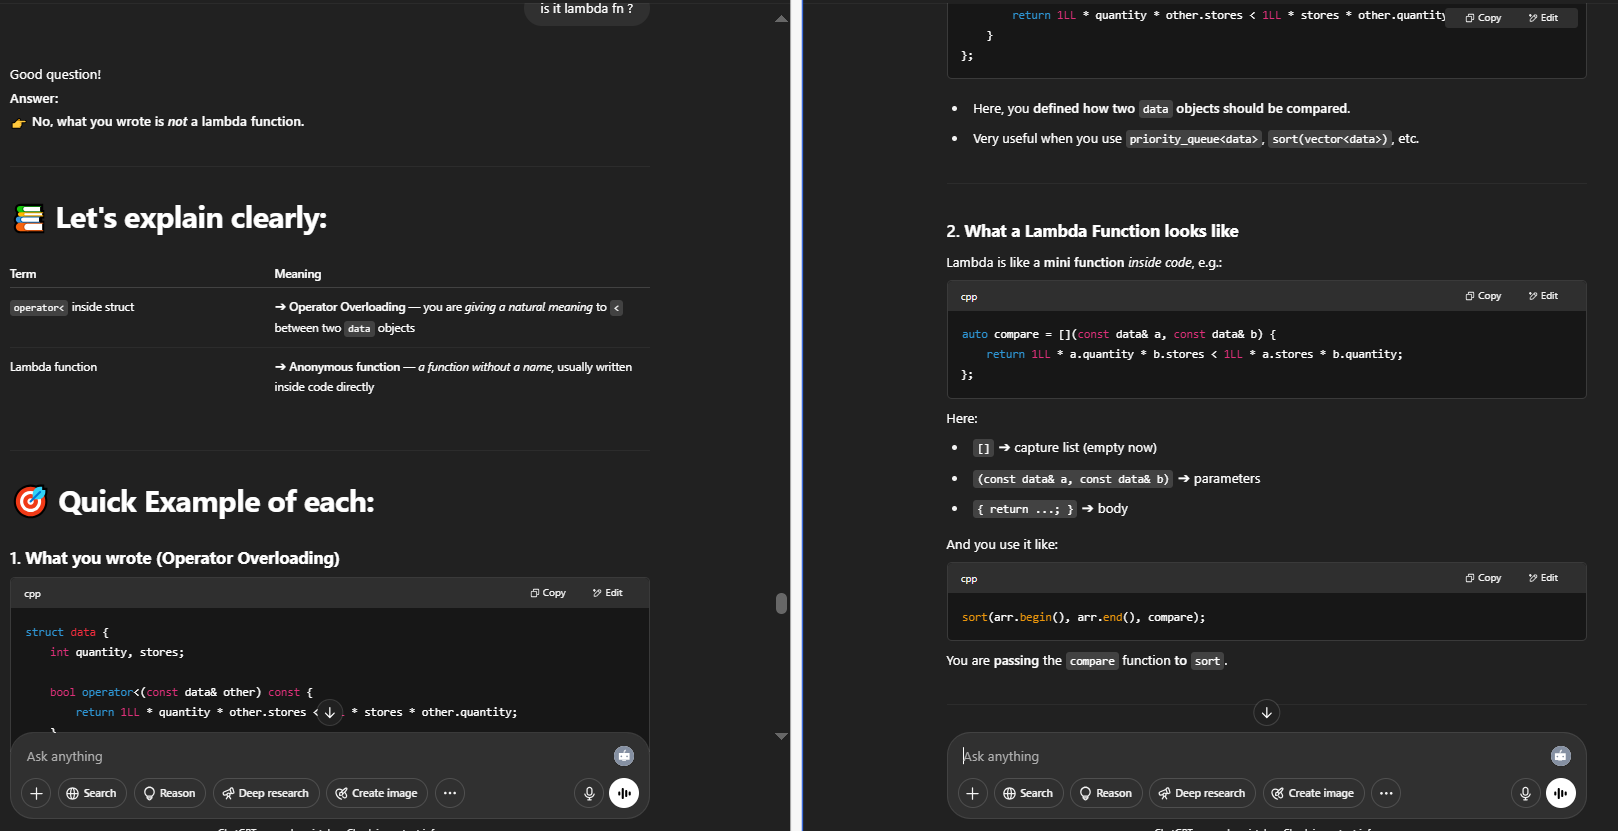 is it lambda fn ?
Good question!
Answer:
👉 No, what you wrote is not a lambda function.
📚 Let's explain clearly:
Term Meaning
operator< inside struct ➔ Operator Overloading — you are giving a natural meaning to <
between two data objects
Lambda function ➔ Anonymous function — a function without a name, usually written
inside code directly
🎯 Quick Example of each:
1. What you wrote (Operator Overloading)
cpp Copy Edit
struct data {
int quantity, stores;
bool operator<(const data& other) const {
return 1LL * quantity * other.stores < * stores * other.quantity;
}
Ask anything
Search Reason Deep research Create image
return 1LL * quantity * other.stores < 1LL * stores * other.quantity
Copy Edit
}
};
• Here, you defined how two data objects should be compared.
• Very useful when you use priority_queue<data>, sort(vector<data>), etc.
2. What a Lambda Function looks like
Lambda is like a mini function inside code, e.g.:
cpp Copy Edit
auto compare = [](const data& a, const data& b) {
return 1LL * a.quantity * b.stores < 1LL * a.stores * b.quantity;
};
Here:
• [] ➔ capture list (empty now)
• (const data& a, const data& b) ➔ parameters
• { return ...; } ➔ body
And you use it like:
cpp Copy Edit
sort(arr.begin(), arr.end(), compare);
You are passing the compare function to sort.
Ask anything
Search Reason Deep research Create image